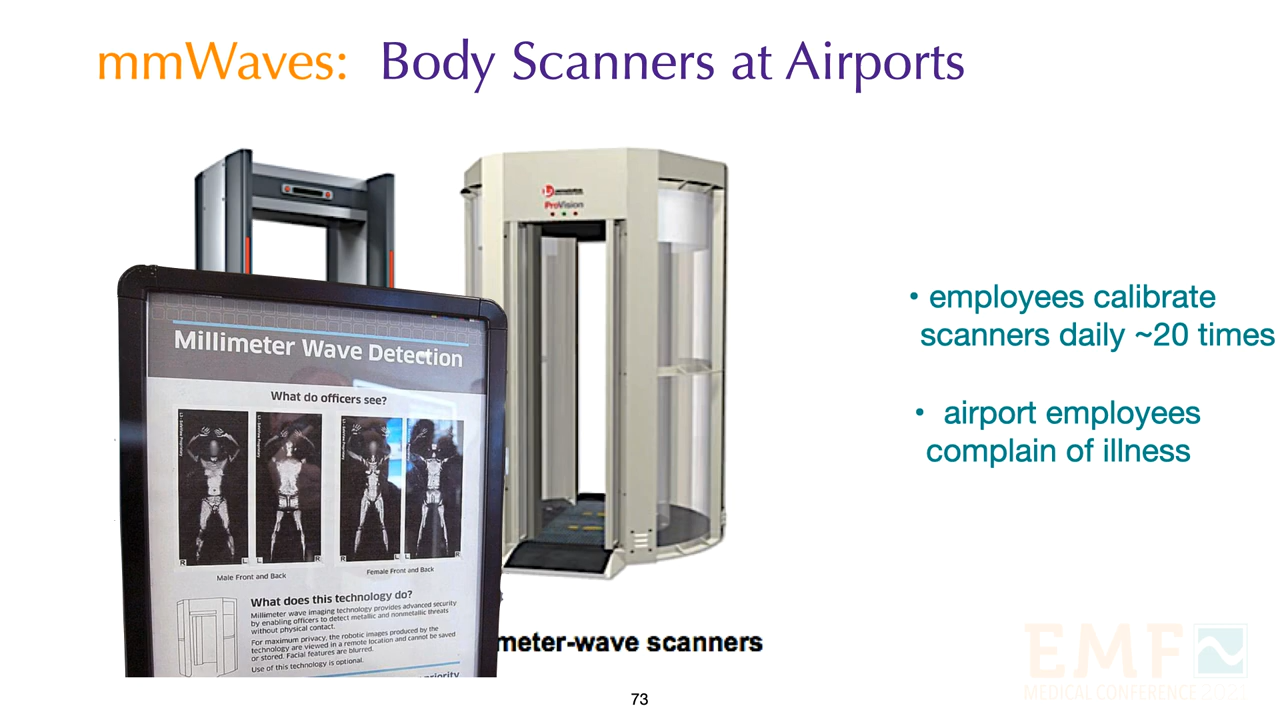 mmWaves: Body Scanners at Airports
ProVision
Millimeter Wave Detection
What do officers see?
Male Front and Back
Female Front and Back
What does this technology do?
Millimeter wave imaging technology provides advanced security
by enabling officers to detect metallic and nonmetallic threats
without physical contact.
For maximum privacy, the robotic images produced by the
technology are viewed in a remote location and cannot be saved
or stored. Facial features are blurred.
Use of this technology is optional.
meter-wave scanners
• employees calibrate
scanners daily ~20 times
• airport employees
complain of illness
EMF
MEDICAL CONFERENCE 2021
73